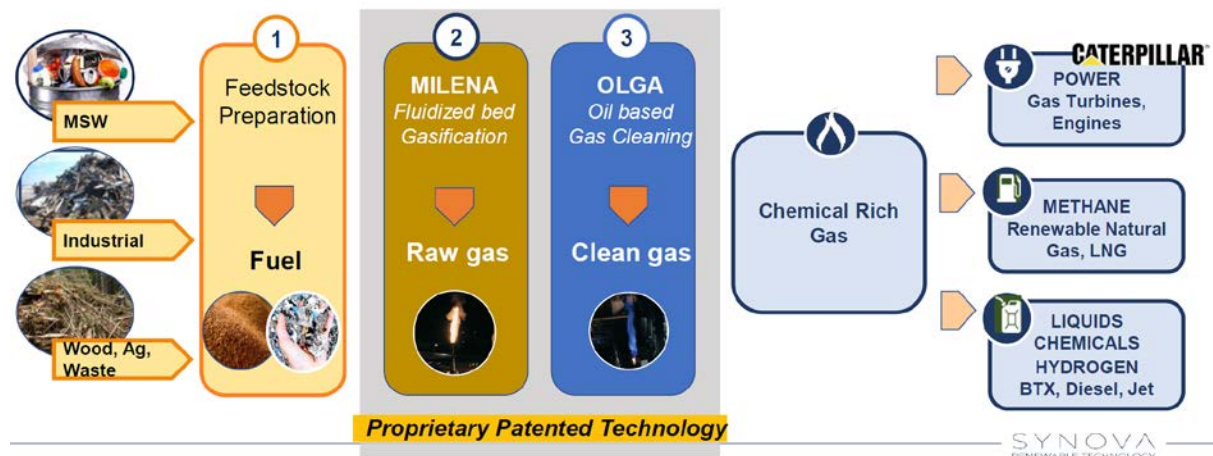 MSW
Industrial
Wood, Ag,
Waste
1
Feedstock
Preparation
Fuel
2
MILENA
Fluidized bed
Gasification
Raw gas
3
OLGA
Oil based
Gas Cleaning
Clean gas
Proprietary Patented Technology
Chemical Rich
Gas
CATERPILLAR®
POWER
Gas Turbines,
Engines
METHANE
Renewable Natural
Gas, LNG
LIQUIDS
CHEMICALS
HYDROGEN
BTX, Diesel, Jet
SYNOVA
RENEWABLE TECHNOLOGY